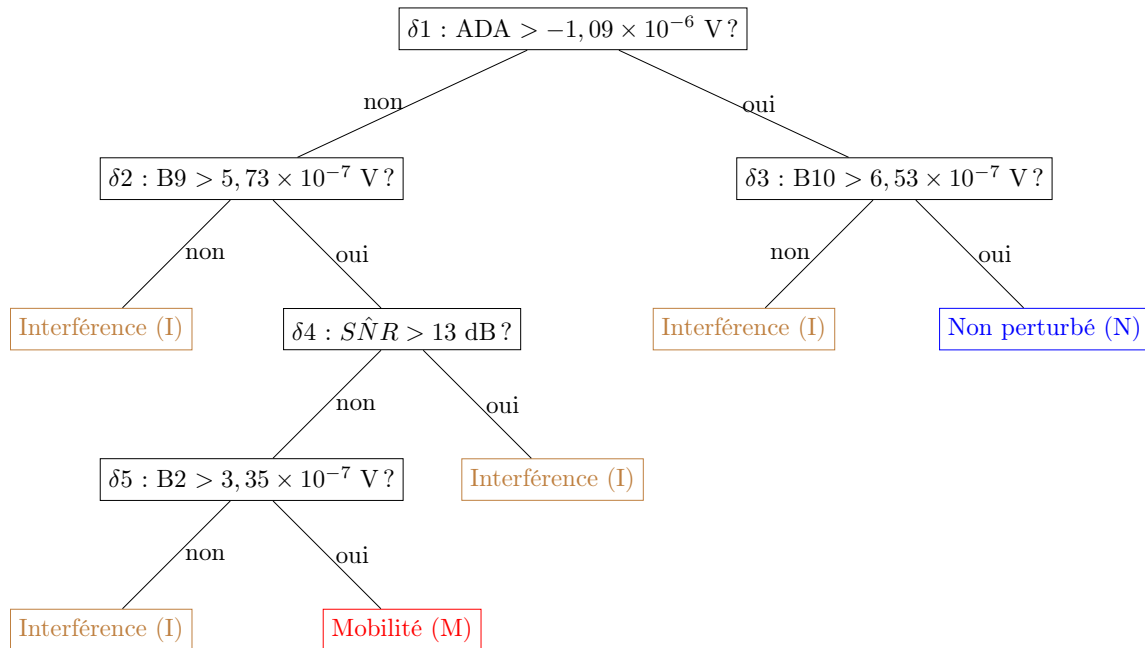 δ1 : ADA > −1,09 × 10⁻⁶ V ?
non
oui
δ2 : B9 > 5,73 × 10⁻⁷ V ?
δ3 : B10 > 6,53 × 10⁻⁷ V ?
non
oui
non
oui
Interférence (I)
δ4 : SN̂R > 13 dB ?
Interférence (I)
Non perturbé (N)
non
oui
δ5 : B2 > 3,35 × 10⁻⁷ V ?
Interférence (I)
non
oui
Interférence (I)
Mobilité (M)